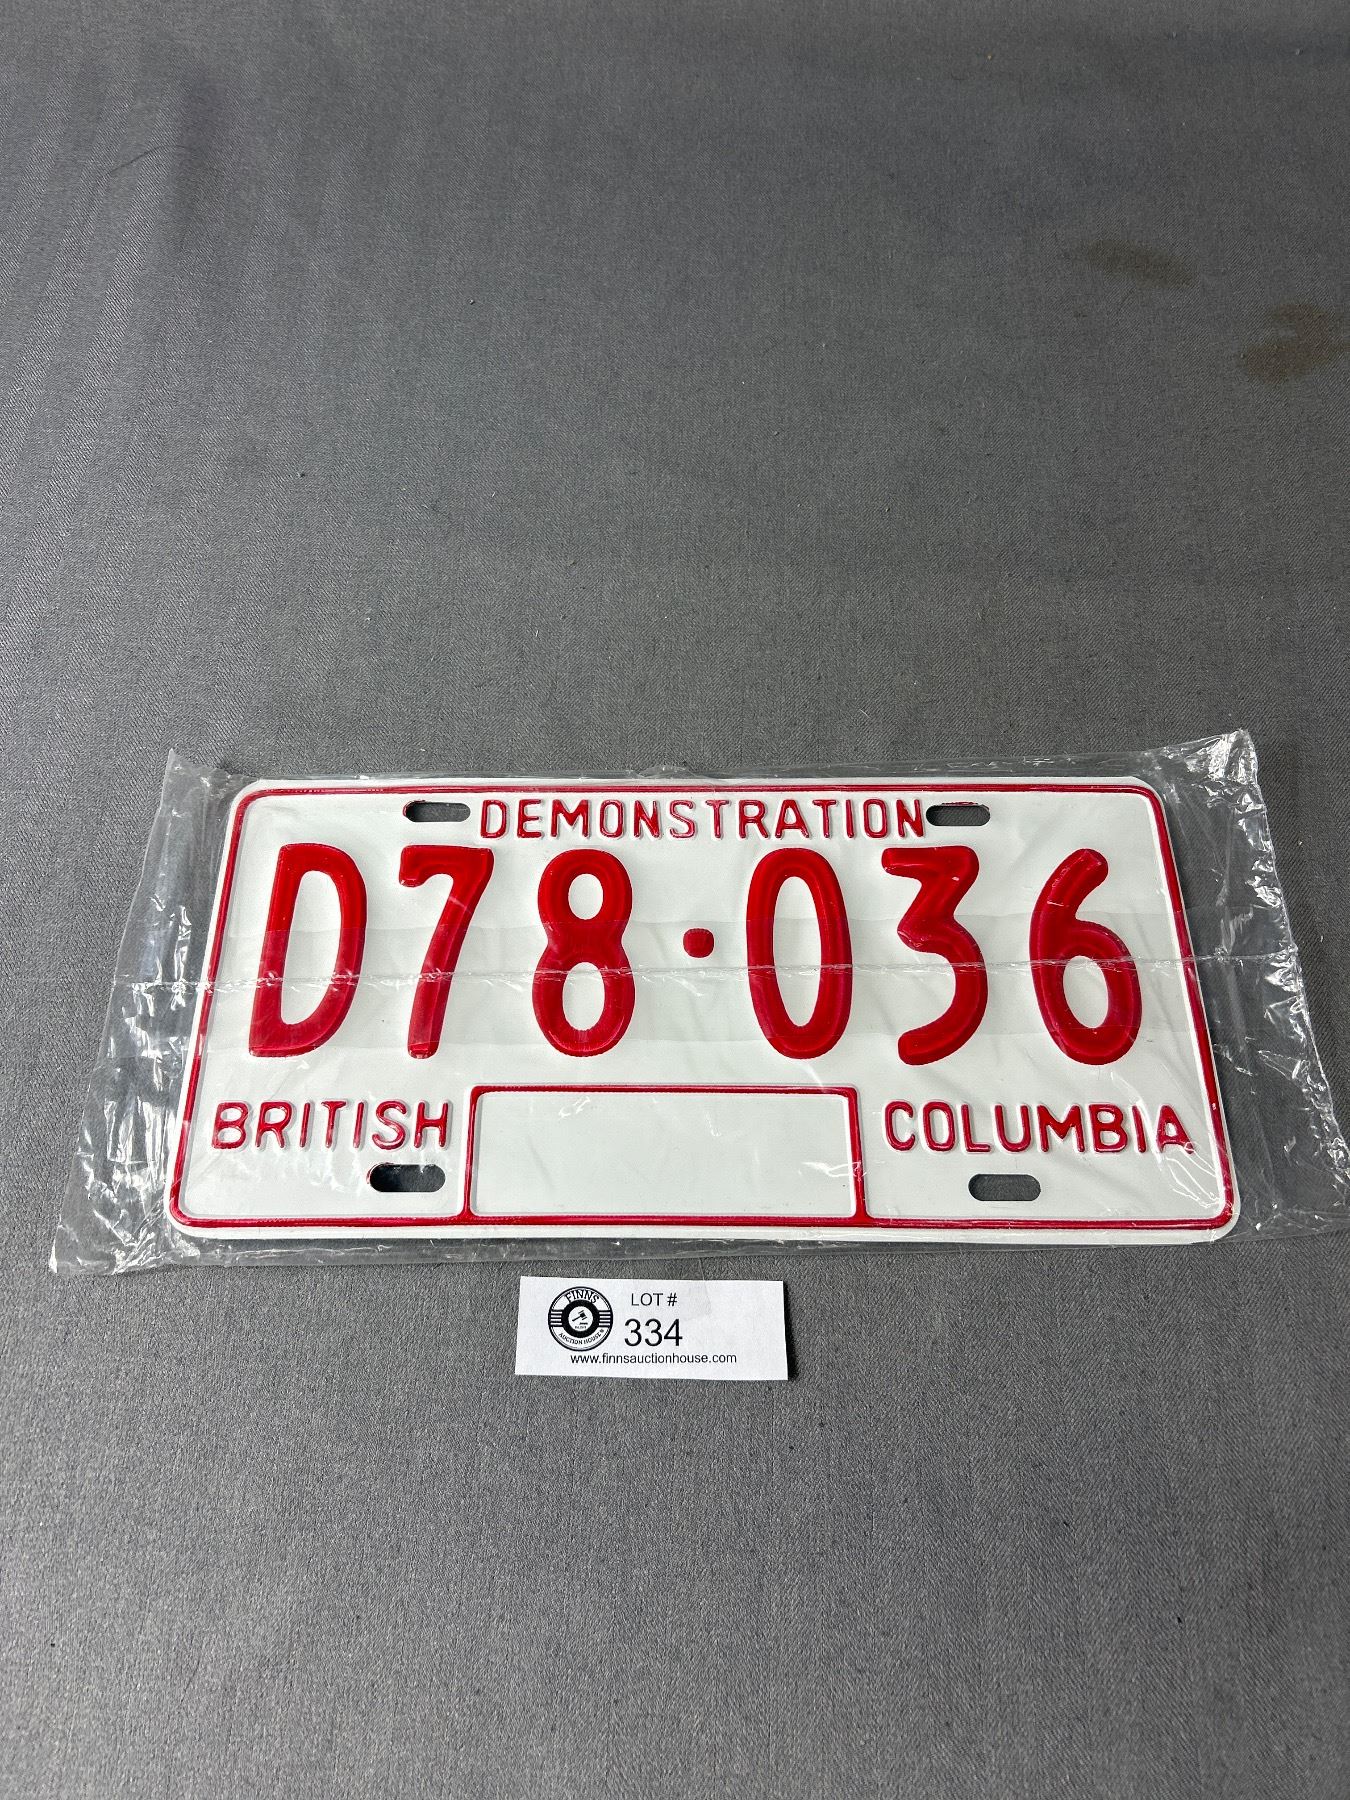 DEMONSTRATION
D78·036
BRITISH COLUMBIA
FINNS
AUCTION HOUSE
LOT #
334
www.finnsauctionhouse.com